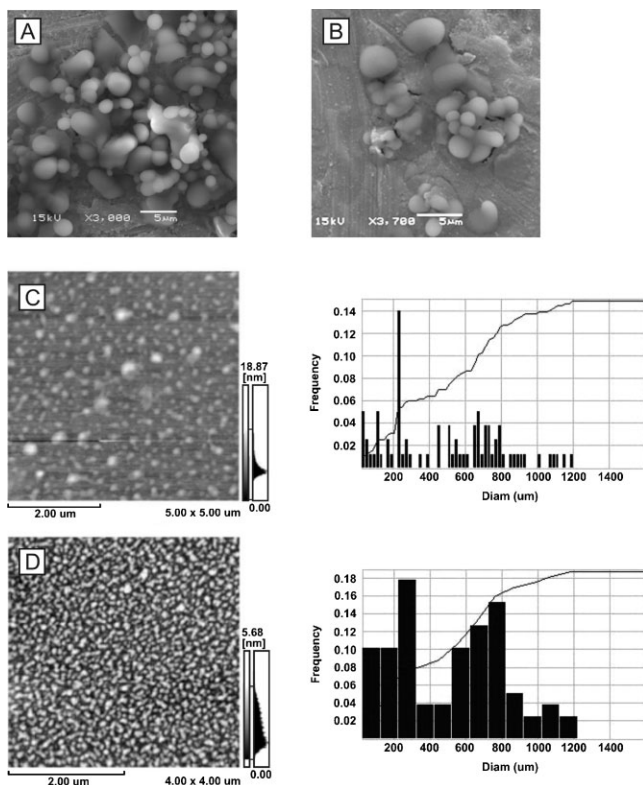 A
B
15kV X3,000 5µm
15kV X3,700 5µm
C
18.87
[nm]
0.00
2.00 um 5.00 x 5.00 um
Frequency
0.14
0.12
0.10
0.08
0.06
0.04
0.02
200 400 600 800 1000 1200 1400
Diam (um)
D
5.68
[nm]
0.00
2.00 um 4.00 x 4.00 um
Frequency
0.18
0.16
0.14
0.12
0.10
0.08
0.06
0.04
0.02
200 400 600 800 1000 1200 1400
Diam (um)